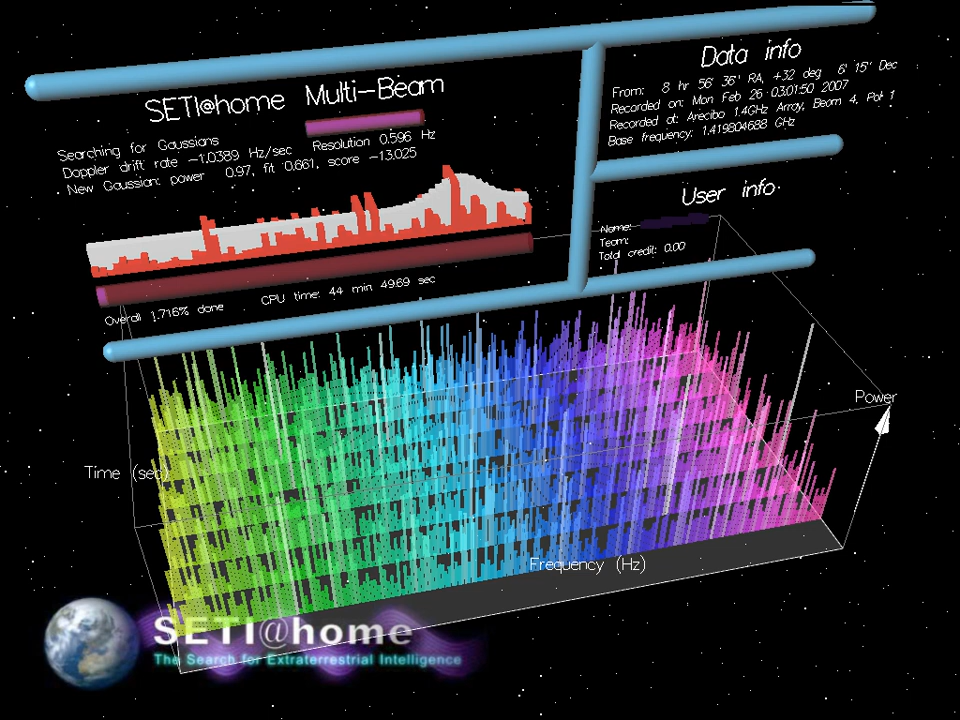 SETI@home Multi-Beam
Searching for Gaussians
Doppler drift rate -1.0389 Hz/sec Resolution 0.596 Hz
New Gaussian: power 0.97, fit 0.661, score -13.025
Overall 1.716% done CPU time: 44 min 49.69 sec
Data info
From: 8 hr 56' 36" RA, +32 deg 6' 15" Dec
Recorded on: Mon Feb 26 03:01:50 2007
Recorded at: Arecibo 1.4GHz Array, Beam 4, Pol 1
Base frequency: 1.419804688 GHz
User info
Name:
Team:
Total credit: 0.00
Power
Time (sec)
Frequency (Hz)
SETI@home
The Search for Extraterrestrial Intelligence